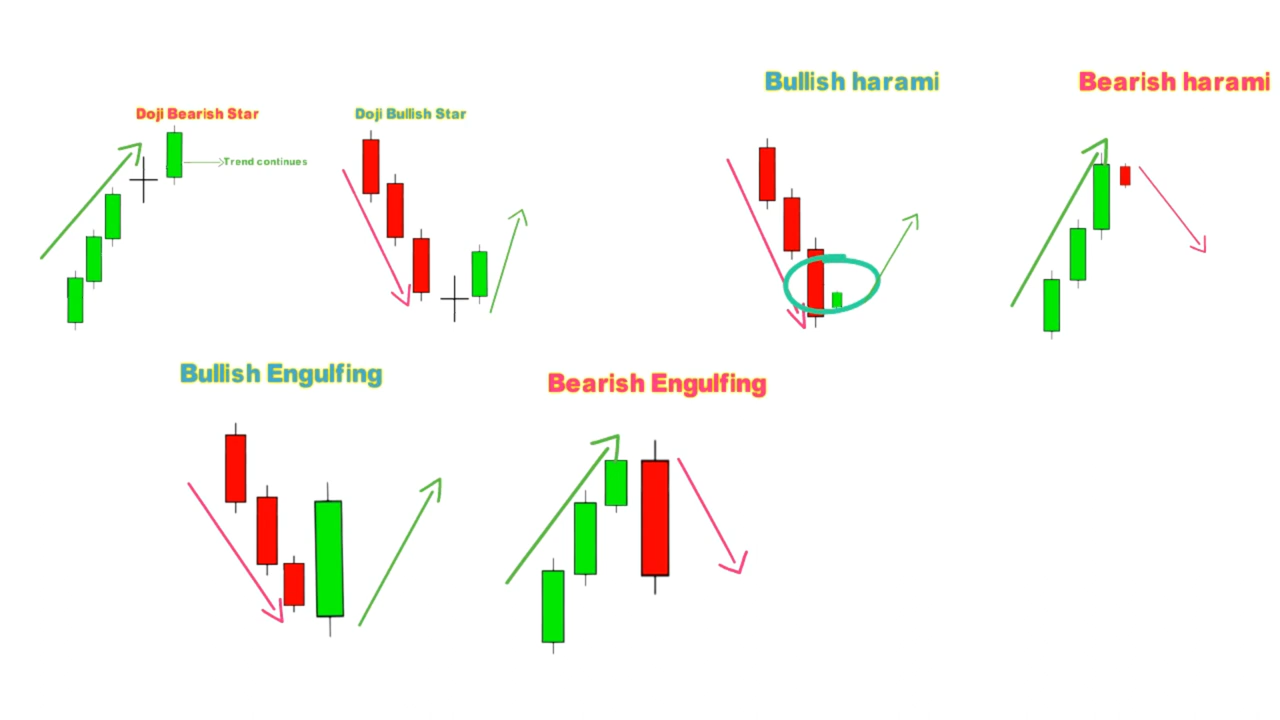 Bullish harami
Bearish harami
Doji Bearish Star
Doji Bullish Star
Trend continues
Bullish Engulfing
Bearish Engulfing